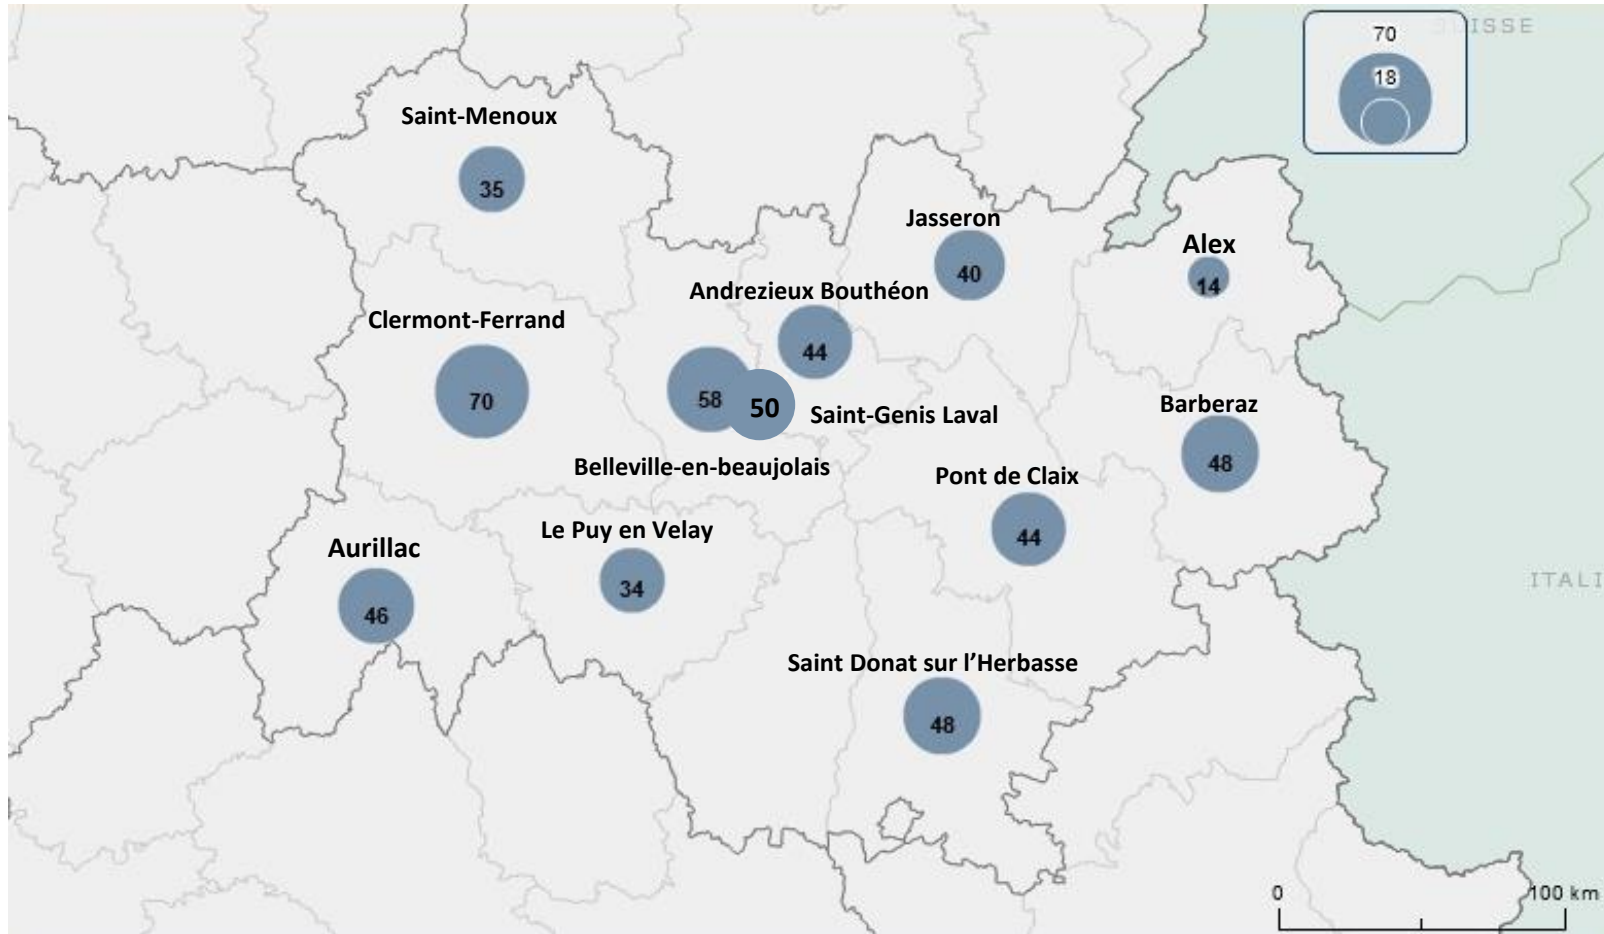 70
SUISSE
18
Saint-Menoux
35
Jasseron
40
Alex
14
Andrezieux Bouthéon
44
Clermont-Ferrand
70
58
50
Saint-Genis Laval
Barberaz
48
Belleville-en-beaujolais
Pont de Claix
44
Le Puy en Velay
34
Aurillac
46
ITALI
Saint Donat sur l’Herbasse
48
0
100 km